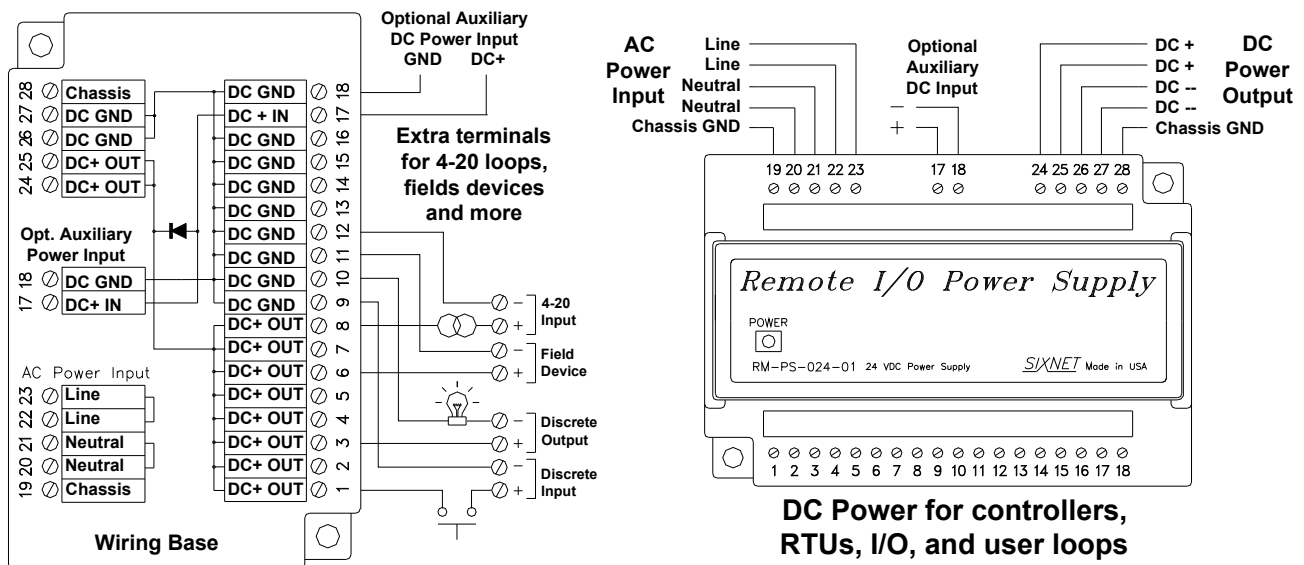 Optional Auxiliary
DC Power Input
GND DC+
28 Chassis
27 DC GND
26 DC GND
25 DC+ OUT
24 DC+ OUT
Opt. Auxiliary
Power Input
18 DC GND
17 DC+ IN
AC Power Input
23 Line
22 Line
21 Neutral
20 Neutral
19 Chassis
DC GND 18
DC + IN 17
DC GND 16
DC GND 15
DC GND 14
DC GND 13
DC GND 12
DC GND 11
DC GND 10
DC GND 9
DC+ OUT 8
DC+ OUT 7
DC+ OUT 6
DC+ OUT 5
DC+ OUT 4
DC+ OUT 3
DC+ OUT 2
DC+ OUT 1
Extra terminals
for 4-20 loops,
fields devices
and more
− 4-20
+ Input
− Field
+ Device
− Discrete
+ Output
− Discrete
+ Input
Wiring Base
AC
Power
Input
Line
Line
Neutral
Neutral
Chassis GND
Optional
Auxiliary
DC Input
−
+
DC +
DC +
DC --
DC --
Chassis GND
DC
Power
Output
19 20 21 22 23 17 18 24 25 26 27 28
Remote I/O Power Supply
POWER
RM-PS-024-01 24 VDC Power Supply SIXNET Made in USA
1 2 3 4 5 6 7 8 9 10 11 12 13 14 15 16 17 18
DC Power for controllers,
RTUs, I/O, and user loops